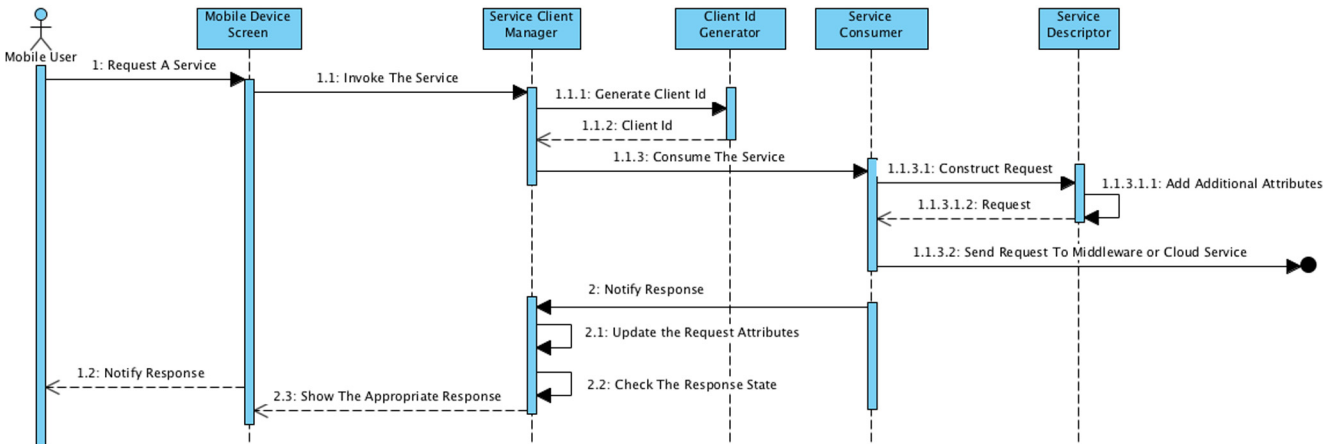 Mobile User
Mobile Device
Screen
Service Client
Manager
Client Id
Generator
Service
Consumer
Service
Descriptor
1: Request A Service
1.1: Invoke The Service
1.1.1: Generate Client Id
1.1.2: Client Id
1.1.3: Consume The Service
1.1.3.1: Construct Request
1.1.3.1.1: Add Additional Attributes
1.1.3.1.2: Request
1.1.3.2: Send Request To Middleware or Cloud Service
2: Notify Response
2.1: Update the Request Attributes
1.2: Notify Response
2.2: Check The Response State
2.3: Show The Appropriate Response